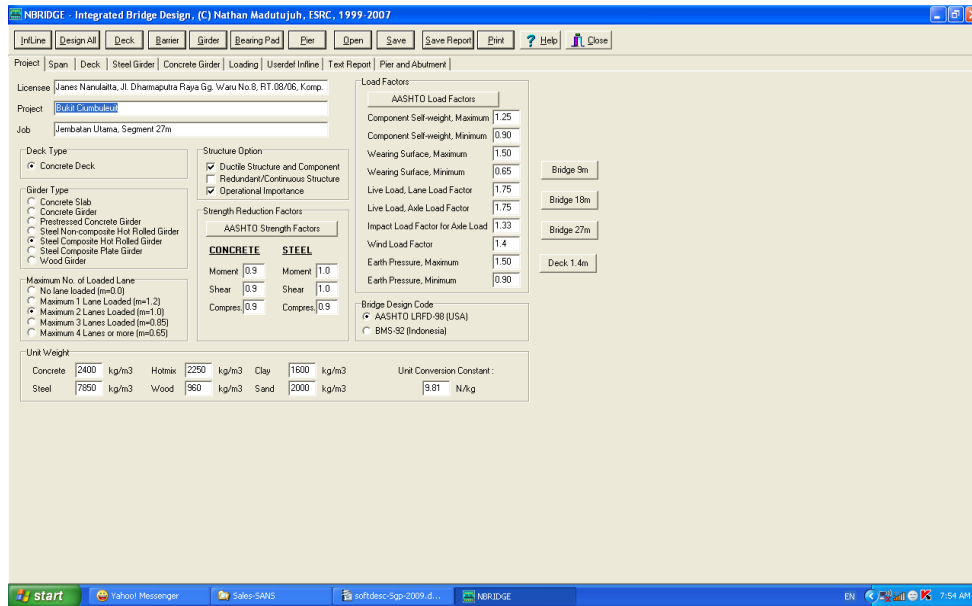 NBRIDGE - Integrated Bridge Design, (C) Nathan Madutujuh, ESRC, 1999-2007
InfLine Design All Deck Barrier Girder Bearing Pad Pier Open Save Save Report Print Help Close
Project Span Deck Steel Girder Concrete Girder Loading Userdef Infline Text Report Pier and Abutment
Licensee Janes Nanulaitta, Jl. Dharmaputra Raya Gg. Waru No.8, RT.08/06, Komp.
Project Bukit Ciumbuleuit
Job Jembatan Utama, Segment 27m
Deck Type
Concrete Deck
Girder Type
Concrete Slab
Concrete Girder
Prestressed Concrete Girder
Steel Non-composite Hot Rolled Girder
Steel Composite Hot Rolled Girder
Steel Composite Plate Girder
Wood Girder
Maximum No. of Loaded Lane
No lane loaded (m=0.0)
Maximum 1 Lane Loaded (m=1.2)
Maximum 2 Lanes Loaded (m=1.0)
Maximum 3 Lanes Loaded (m=0.85)
Maximum 4 Lanes or more (m=0.65)
Structure Option
Ductile Structure and Component
Redundant/Continuous Structure
Operational Importance
Strength Reduction Factors
AASHTO Strength Factors
CONCRETE STEEL
Moment 0.9 Moment 1.0
Shear 0.9 Shear 1.0
Compres. 0.9 Compres. 0.9
Load Factors
AASHTO Load Factors
Component Self-weight, Maximum 1.25
Component Self-weight, Minimum 0.90
Wearing Surface, Maximum 1.50
Wearing Surface, Minimum 0.65
Live Load, Lane Load Factor 1.75
Live Load, Axle Load Factor 1.75
Impact Load Factor for Axle Load 1.33
Wind Load Factor 1.4
Earth Pressure, Maximum 1.50
Earth Pressure, Minimum 0.90
Bridge Design Code
AASHTO LRFD-98 (USA)
BMS-92 (Indonesia)
Bridge 9m
Bridge 18m
Bridge 27m
Deck 1.4m
Unit Weight
Concrete 2400 kg/m3 Hotmix 2250 kg/m3 Clay 1600 kg/m3 Unit Conversion Constant :
Steel 7850 kg/m3 Wood 960 kg/m3 Sand 2000 kg/m3 9.81 N/kg
start Yahoo! Messenger Sales-SANS softdesc-Sgp-2009.d... NBRIDGE EN 7:54 AM